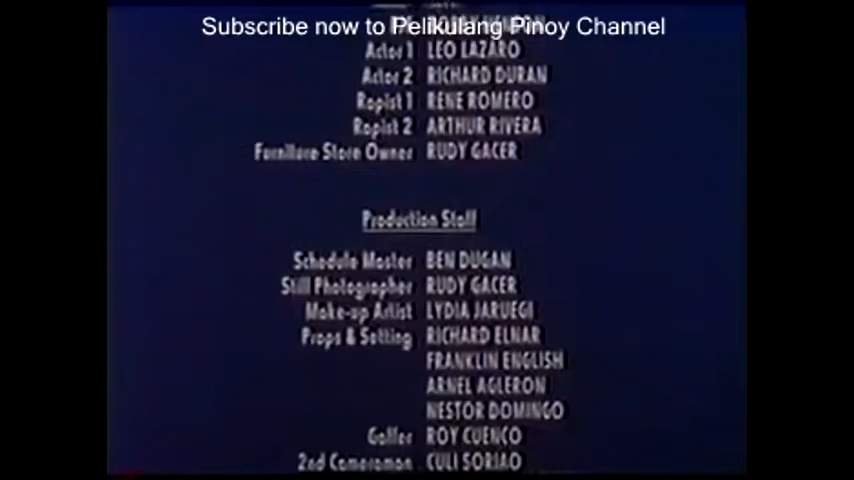 Subscribe now to Pelikulang Pinoy Channel
Actor 1 LEO LAZARO
Actor 2 RICHARD DURAN
Rapist 1 RENE ROMERO
Rapist 2 ARTHUR RIVERA
Furniture Store Owner RUDY GACER
Production Staff
Schedule Master BEN DUGAN
Still Photographer RUDY GACER
Make-up Artist LYDIA JARUEGI
Props & Setting RICHARD ELNAR
FRANKLIN ENGLISH
ARNEL AGLERON
NESTOR DOMINGO
Gaffer ROY CUENCO
2nd Cameraman CULI SORIAO